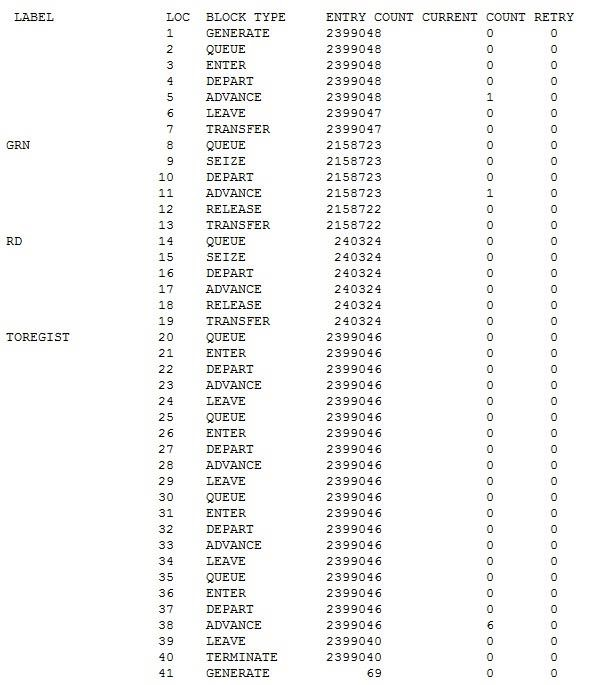 LABEL LOC BLOCK TYPE ENTRY COUNT CURRENT COUNT RETRY
1 GENERATE 2399048 0 0
2 QUEUE 2399048 0 0
3 ENTER 2399048 0 0
4 DEPART 2399048 0 0
5 ADVANCE 2399048 1 0
6 LEAVE 2399047 0 0
7 TRANSFER 2399047 0 0
GRN 8 QUEUE 2158723 0 0
9 SEIZE 2158723 0 0
10 DEPART 2158723 0 0
11 ADVANCE 2158723 1 0
12 RELEASE 2158722 0 0
13 TRANSFER 2158722 0 0
RD 14 QUEUE 240324 0 0
15 SEIZE 240324 0 0
16 DEPART 240324 0 0
17 ADVANCE 240324 0 0
18 RELEASE 240324 0 0
19 TRANSFER 240324 0 0
TOREGIST 20 QUEUE 2399046 0 0
21 ENTER 2399046 0 0
22 DEPART 2399046 0 0
23 ADVANCE 2399046 0 0
24 LEAVE 2399046 0 0
25 QUEUE 2399046 0 0
26 ENTER 2399046 0 0
27 DEPART 2399046 0 0
28 ADVANCE 2399046 0 0
29 LEAVE 2399046 0 0
30 QUEUE 2399046 0 0
31 ENTER 2399046 0 0
32 DEPART 2399046 0 0
33 ADVANCE 2399046 0 0
34 LEAVE 2399046 0 0
35 QUEUE 2399046 0 0
36 ENTER 2399046 0 0
37 DEPART 2399046 0 0
38 ADVANCE 2399046 6 0
39 LEAVE 2399040 0 0
40 TERMINATE 2399040 0 0
41 GENERATE 69 0 0